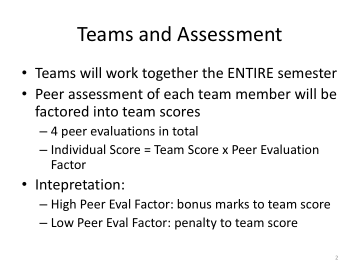 Teams and Assessment
• Teams will work together the ENTIRE semester
• Peer assessment of each team member will be
factored into team scores
– 4 peer evaluations in total
– Individual Score = Team Score x Peer Evaluation
Factor
• Intepretation:
– High Peer Eval Factor: bonus marks to team score
– Low Peer Eval Factor: penalty to team score
2